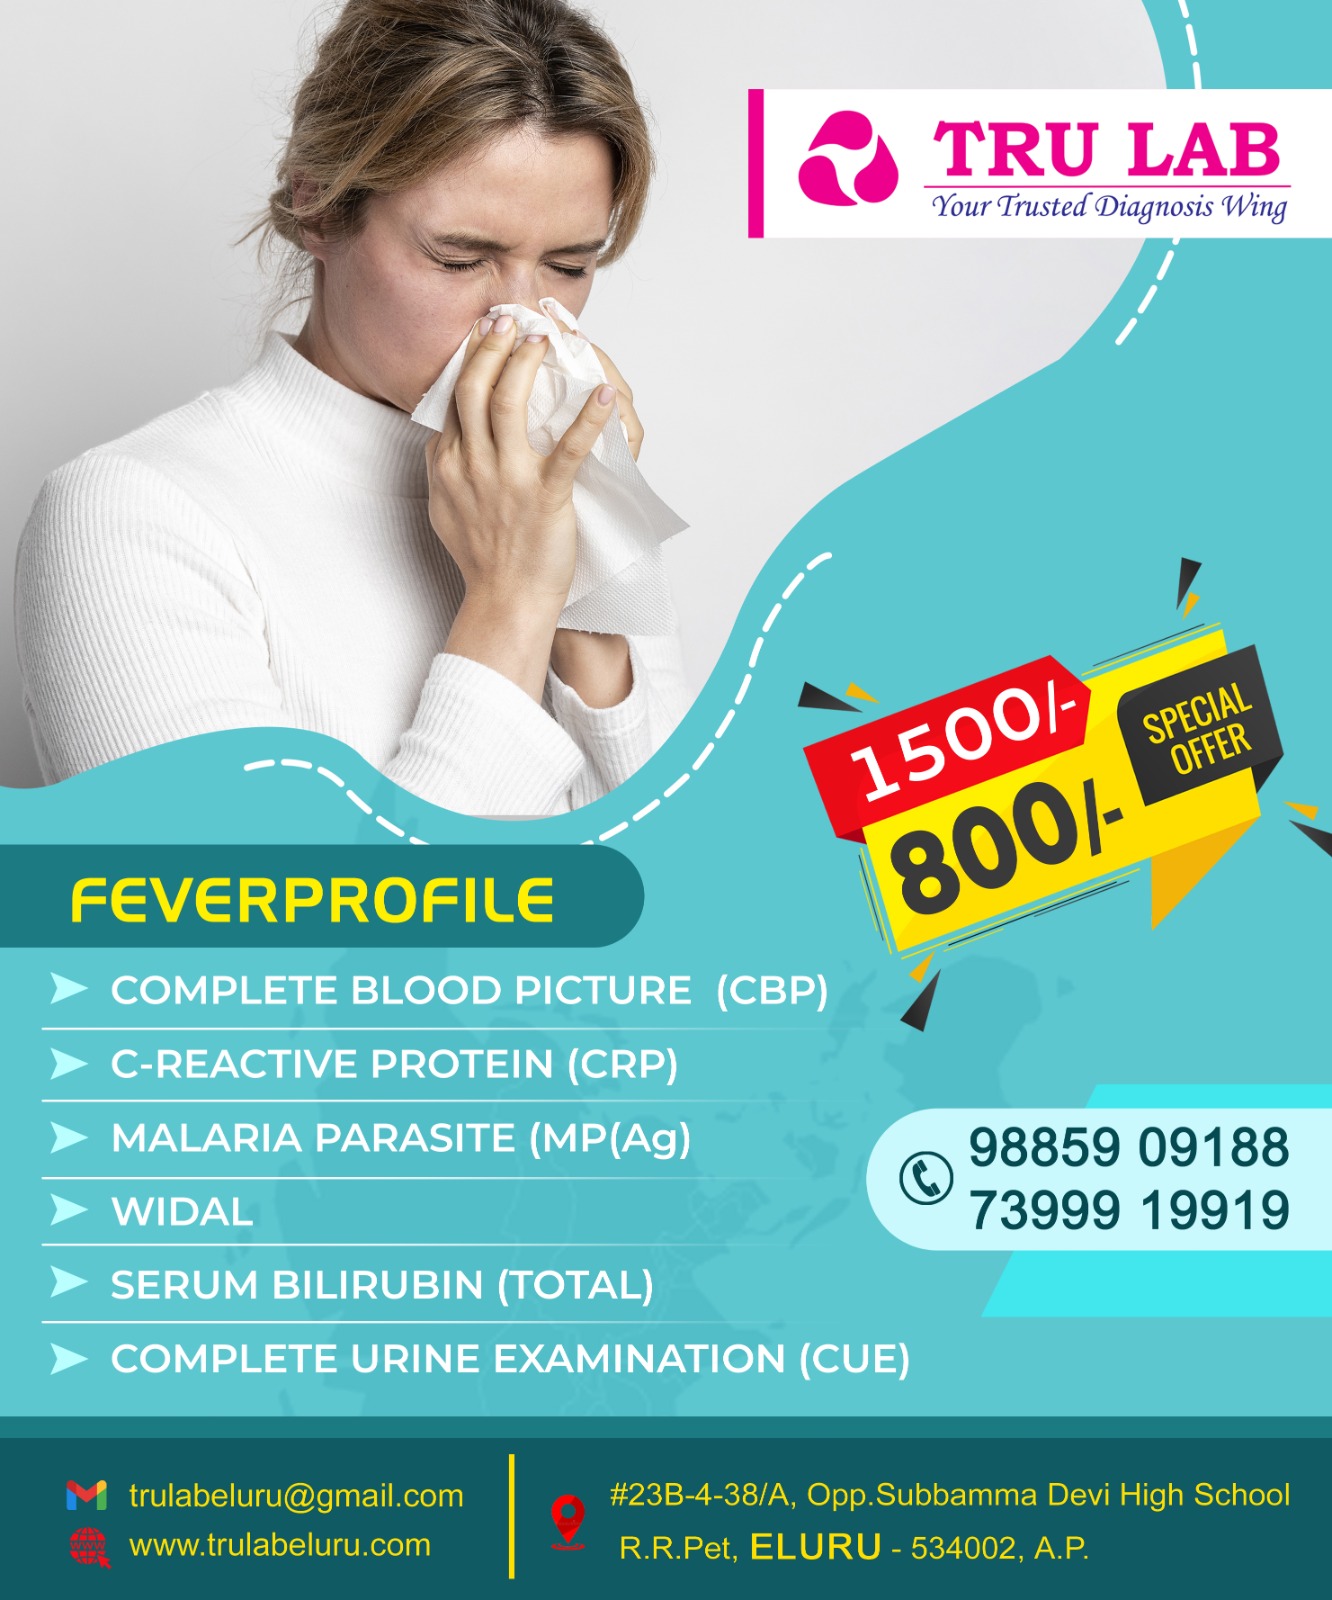 TRU LAB
Your Trusted Diagnosis Wing
1500/-
SPECIAL
OFFER
800/-
FEVERPROFILE
COMPLETE BLOOD PICTURE (CBP)
C-REACTIVE PROTEIN (CRP)
MALARIA PARASITE (MP(Ag)
WIDAL
SERUM BILIRUBIN (TOTAL)
COMPLETE URINE EXAMINATION (CUE)
98859 09188
73999 19919
trulabeluru@gmail.com
www.trulabeluru.com
#23B-4-38/A, Opp.Subbamma Devi High School
R.R.Pet, ELURU - 534002, A.P.